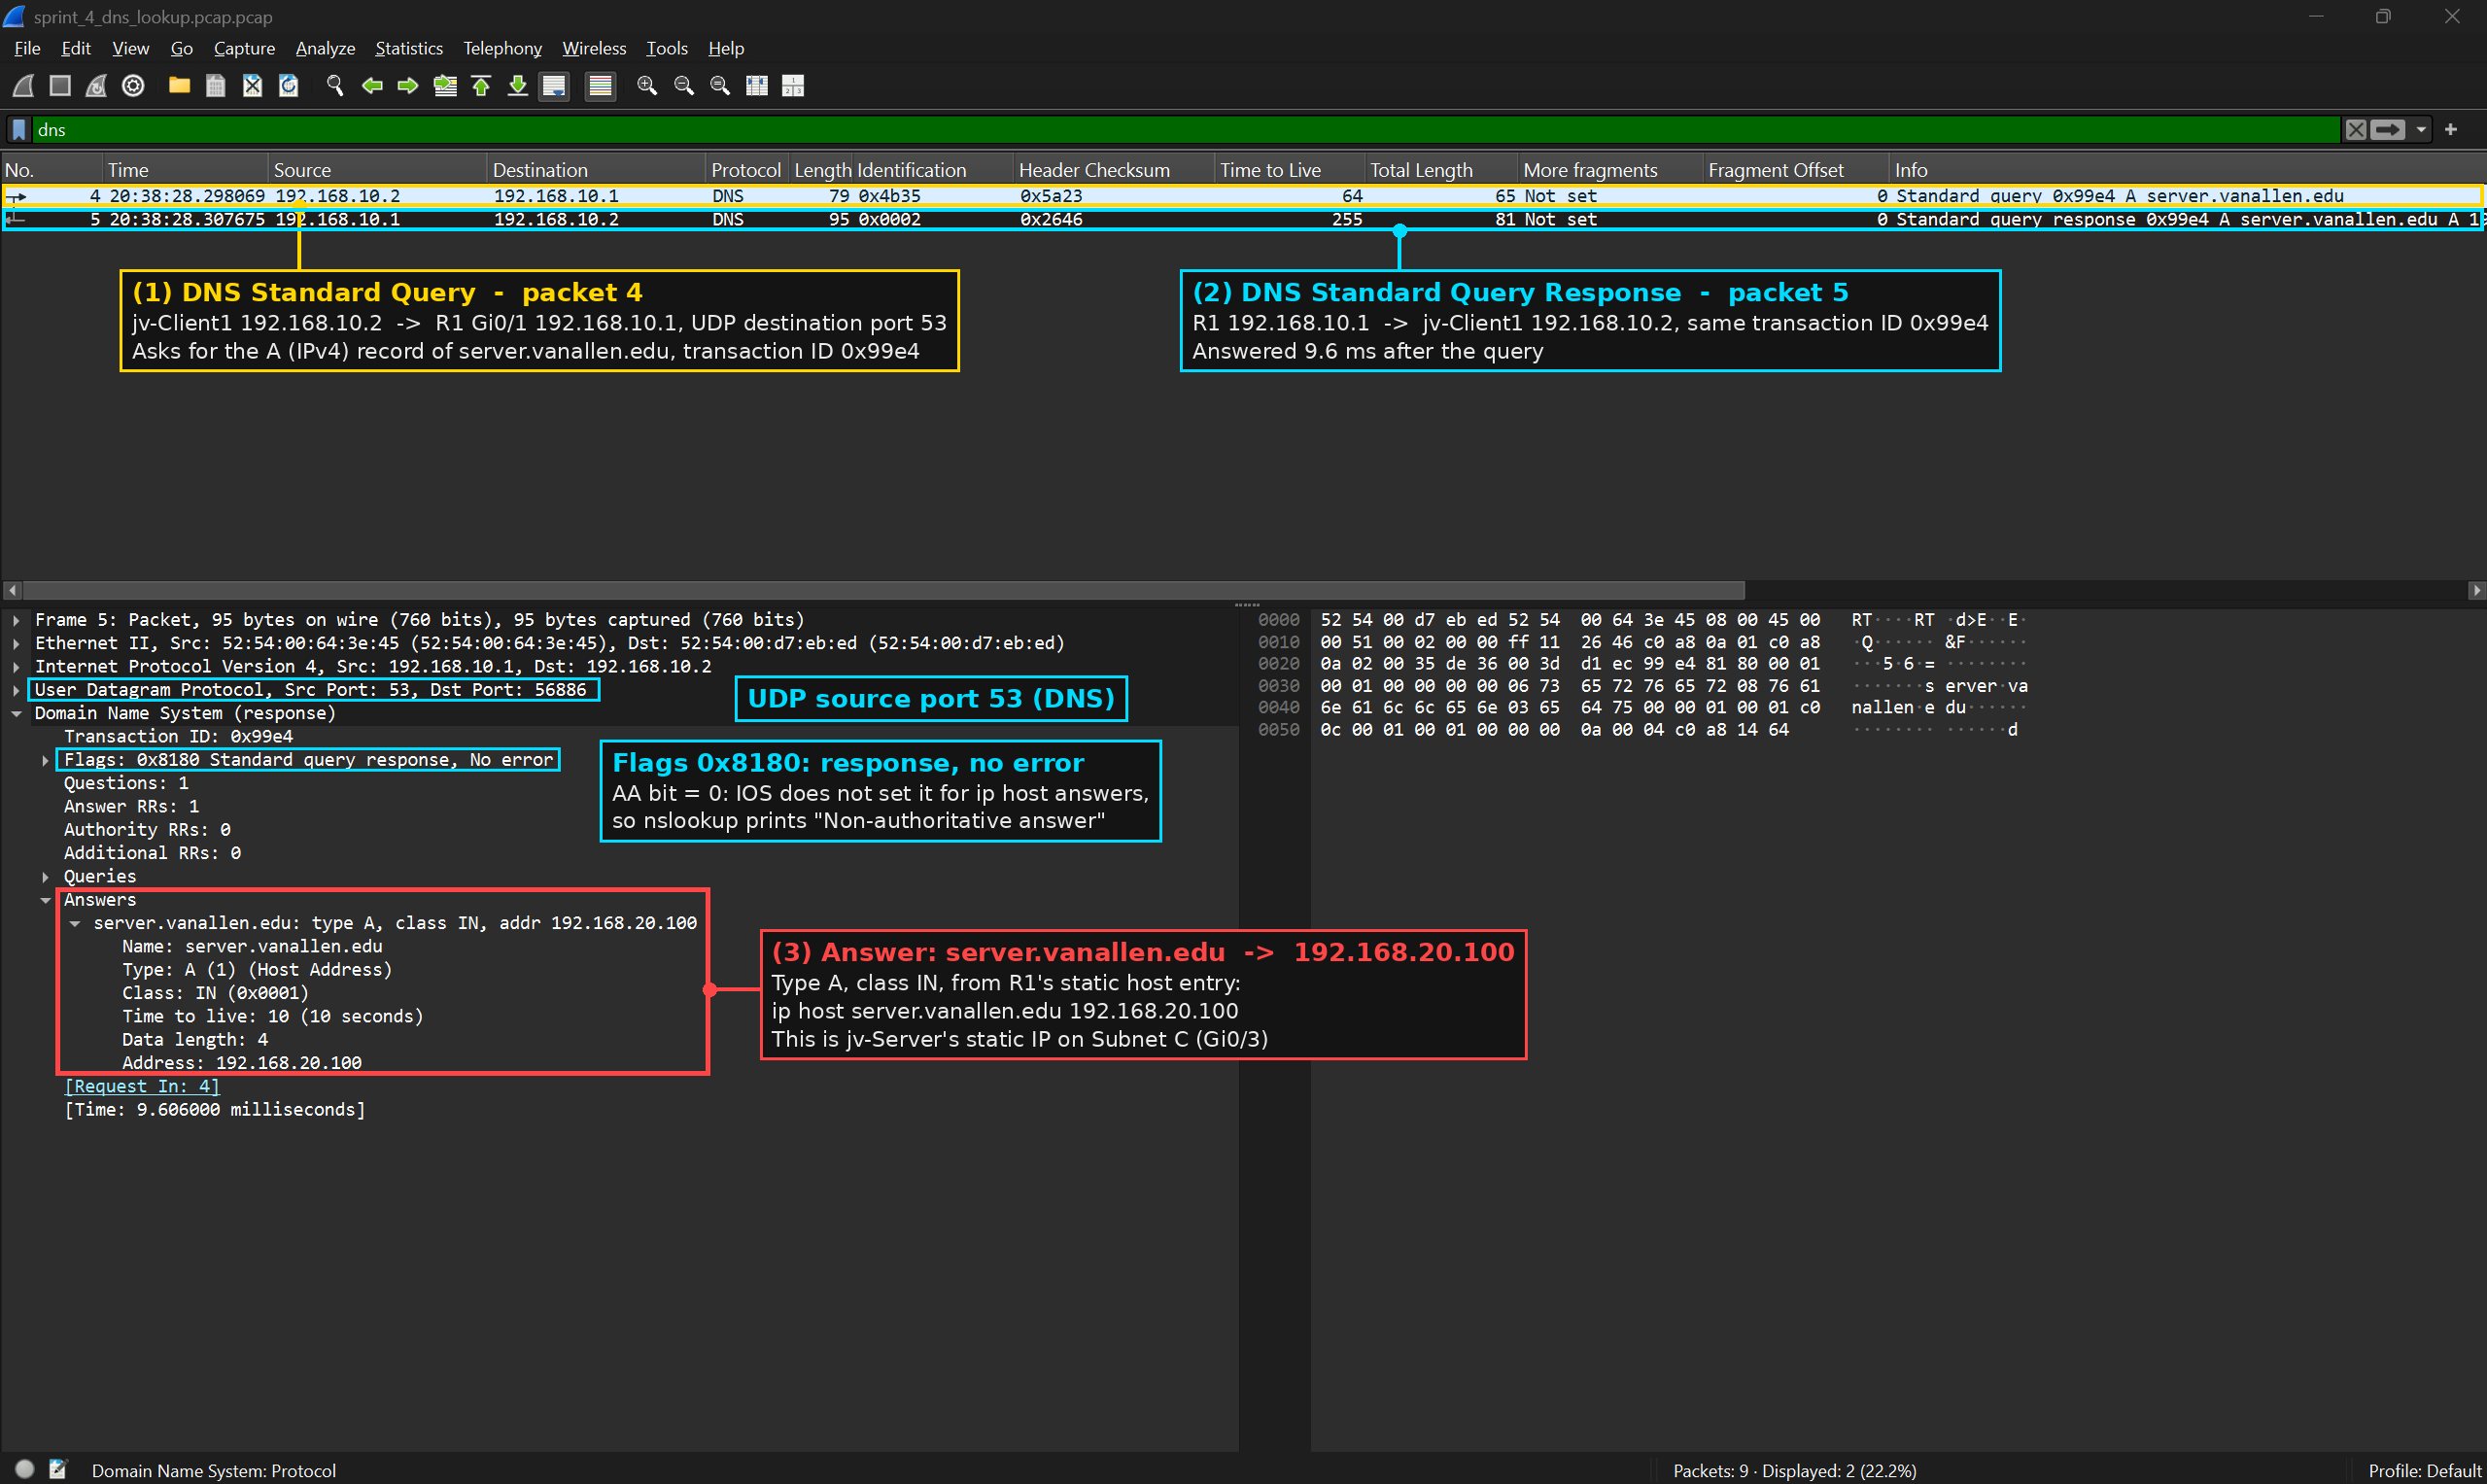 sprint_4_dns_lookup.pcap.pcap
File Edit View Go Capture Analyze Statistics Telephony Wireless Tools Help
dns
No. Time Source Destination Protocol Length Identification Header Checksum Time to Live Total Length More fragments Fragment Offset Info
4 20:38:28.298069 192.168.10.2 192.168.10.1 DNS 79 0x4b35 0x5a23 64 65 Not set 0 Standard query 0x99e4 A server.vanallen.edu
5 20:38:28.307675 192.168.10.1 192.168.10.2 DNS 95 0x0002 0x2646 255 81 Not set 0 Standard query response 0x99e4 A server.vanallen.edu A
(1) DNS Standard Query - packet 4
jv-Client1 192.168.10.2 -> R1 Gi0/1 192.168.10.1, UDP destination port 53
Asks for the A (IPv4) record of server.vanallen.edu, transaction ID 0x99e4
(2) DNS Standard Query Response - packet 5
R1 192.168.10.1 -> jv-Client1 192.168.10.2, same transaction ID 0x99e4
Answered 9.6 ms after the query
Frame 5: Packet, 95 bytes on wire (760 bits), 95 bytes captured (760 bits)
Ethernet II, Src: 52:54:00:64:3e:45 (52:54:00:64:3e:45), Dst: 52:54:00:d7:eb:ed (52:54:00:d7:eb:ed)
Internet Protocol Version 4, Src: 192.168.10.1, Dst: 192.168.10.2
User Datagram Protocol, Src Port: 53, Dst Port: 56886
UDP source port 53 (DNS)
Domain Name System (response)
Transaction ID: 0x99e4
Flags: 0x8180 Standard query response, No error
Questions: 1
Answer RRs: 1
Authority RRs: 0
Additional RRs: 0
Flags 0x8180: response, no error
AA bit = 0: IOS does not set it for ip host answers,
so nslookup prints "Non-authoritative answer"
Queries
Answers
server.vanallen.edu: type A, class IN, addr 192.168.20.100
Name: server.vanallen.edu
Type: A (1) (Host Address)
Class: IN (0x0001)
Time to live: 10 (10 seconds)
Data length: 4
Address: 192.168.20.100
[Request In: 4]
[Time: 9.606000 milliseconds]
(3) Answer: server.vanallen.edu -> 192.168.20.100
Type A, class IN, from R1's static host entry:
ip host server.vanallen.edu 192.168.20.100
This is jv-Server's static IP on Subnet C (Gi0/3)
0000 52 54 00 d7 eb ed 52 54 00 64 3e 45 08 00 45 00 RT····RT ·d>E··E·
0010 00 51 00 02 00 00 ff 11 26 46 c0 a8 0a 01 c0 a8 ·Q······ &F······
0020 0a 02 00 35 de 36 00 3d d1 ec 99 e4 81 80 00 01 ···5·6·= ········
0030 00 01 00 00 00 00 06 73 65 72 76 65 72 08 76 61 ·······s erver·va
0040 6e 61 6c 6c 65 6e 03 65 64 75 00 00 01 00 01 c0 nallen·e du······
0050 0c 00 01 00 01 00 00 00 0a 00 04 c0 a8 14 64 ········ ······d
Domain Name System: Protocol
Packets: 9 · Displayed: 2 (22.2%)
Profile: Default